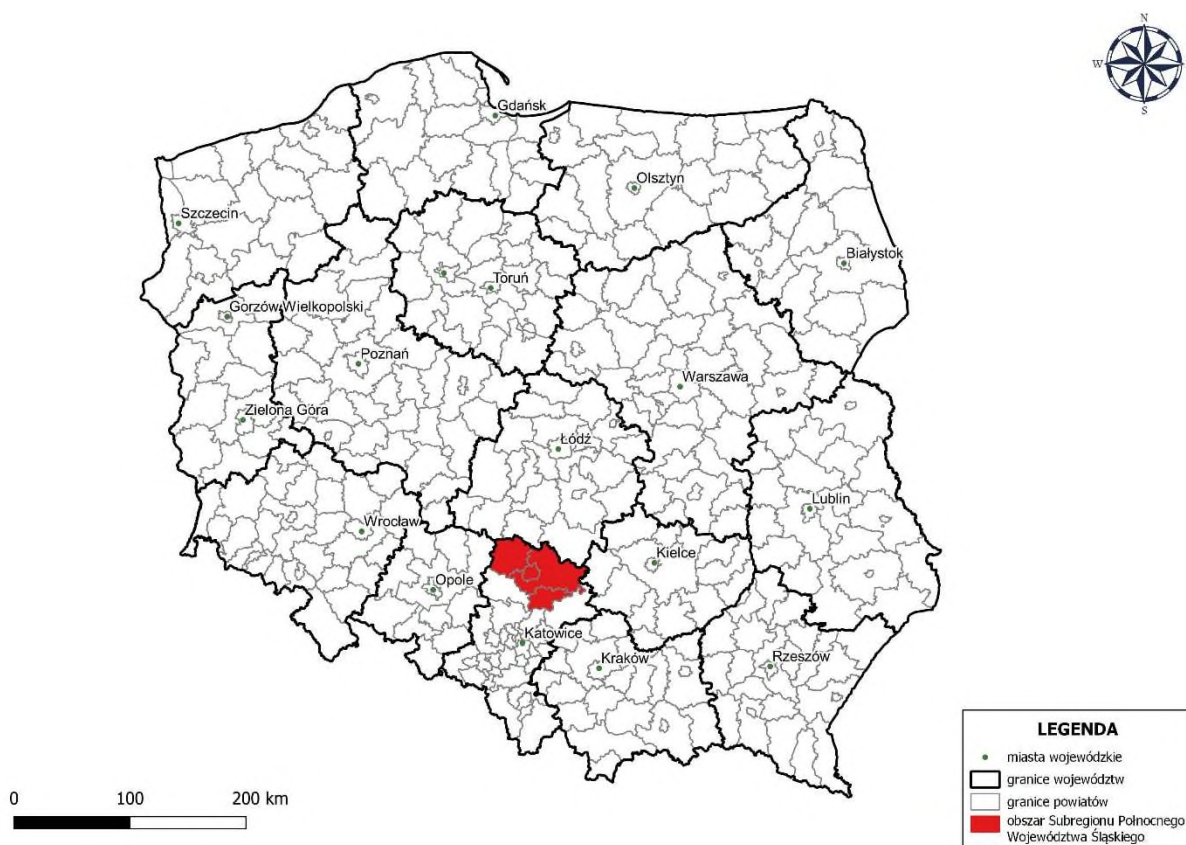 N
W
E
S
Gdańsk
Olsztyn
Szczecin
Białystok
Toruń
Gorzów Wielkopolski
Poznań
Warszawa
Zielona Góra
Łódź
Lublin
Wrocław
Kielce
Opole
Katowice
Kraków
Rzeszów
LEGENDA
miasta wojewódzkie
granice województw
granice powiatów
obszar Subregionu Północnego
Województwa Śląskiego
0 100 200 km